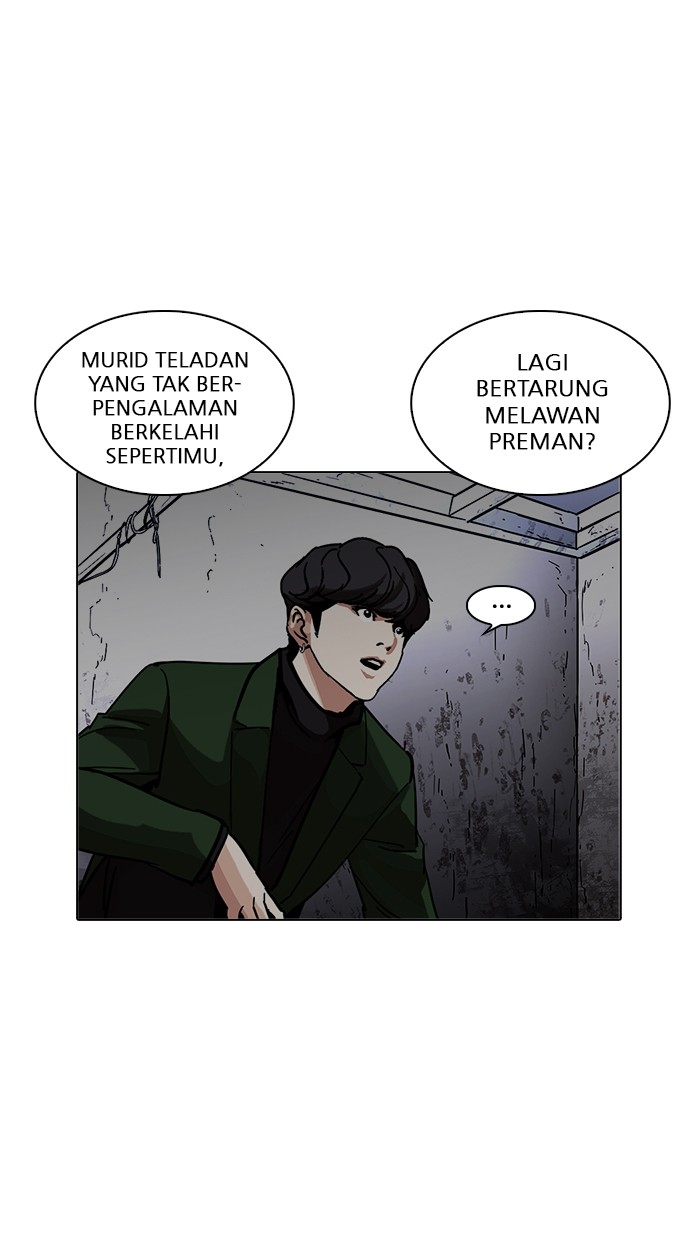 MURID TELADAN
YANG TAK BER-
PENGALAMAN
BERKELAHI
SEPERTIMU,
LAGI
BERTARUNG
MELAWAN
PREMAN?
...